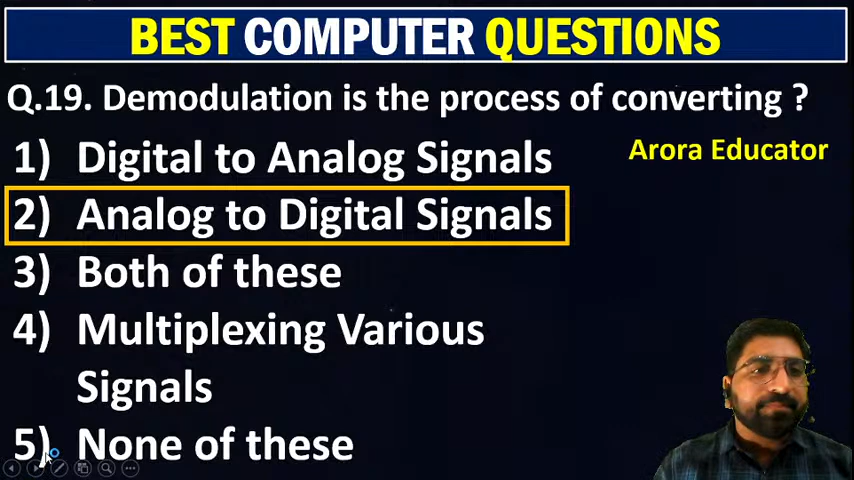 BEST COMPUTER QUESTIONS
Q.19. Demodulation is the process of converting ?
Arora Educator
1) Digital to Analog Signals
2) Analog to Digital Signals
3) Both of these
4) Multiplexing Various
Signals
5) None of these